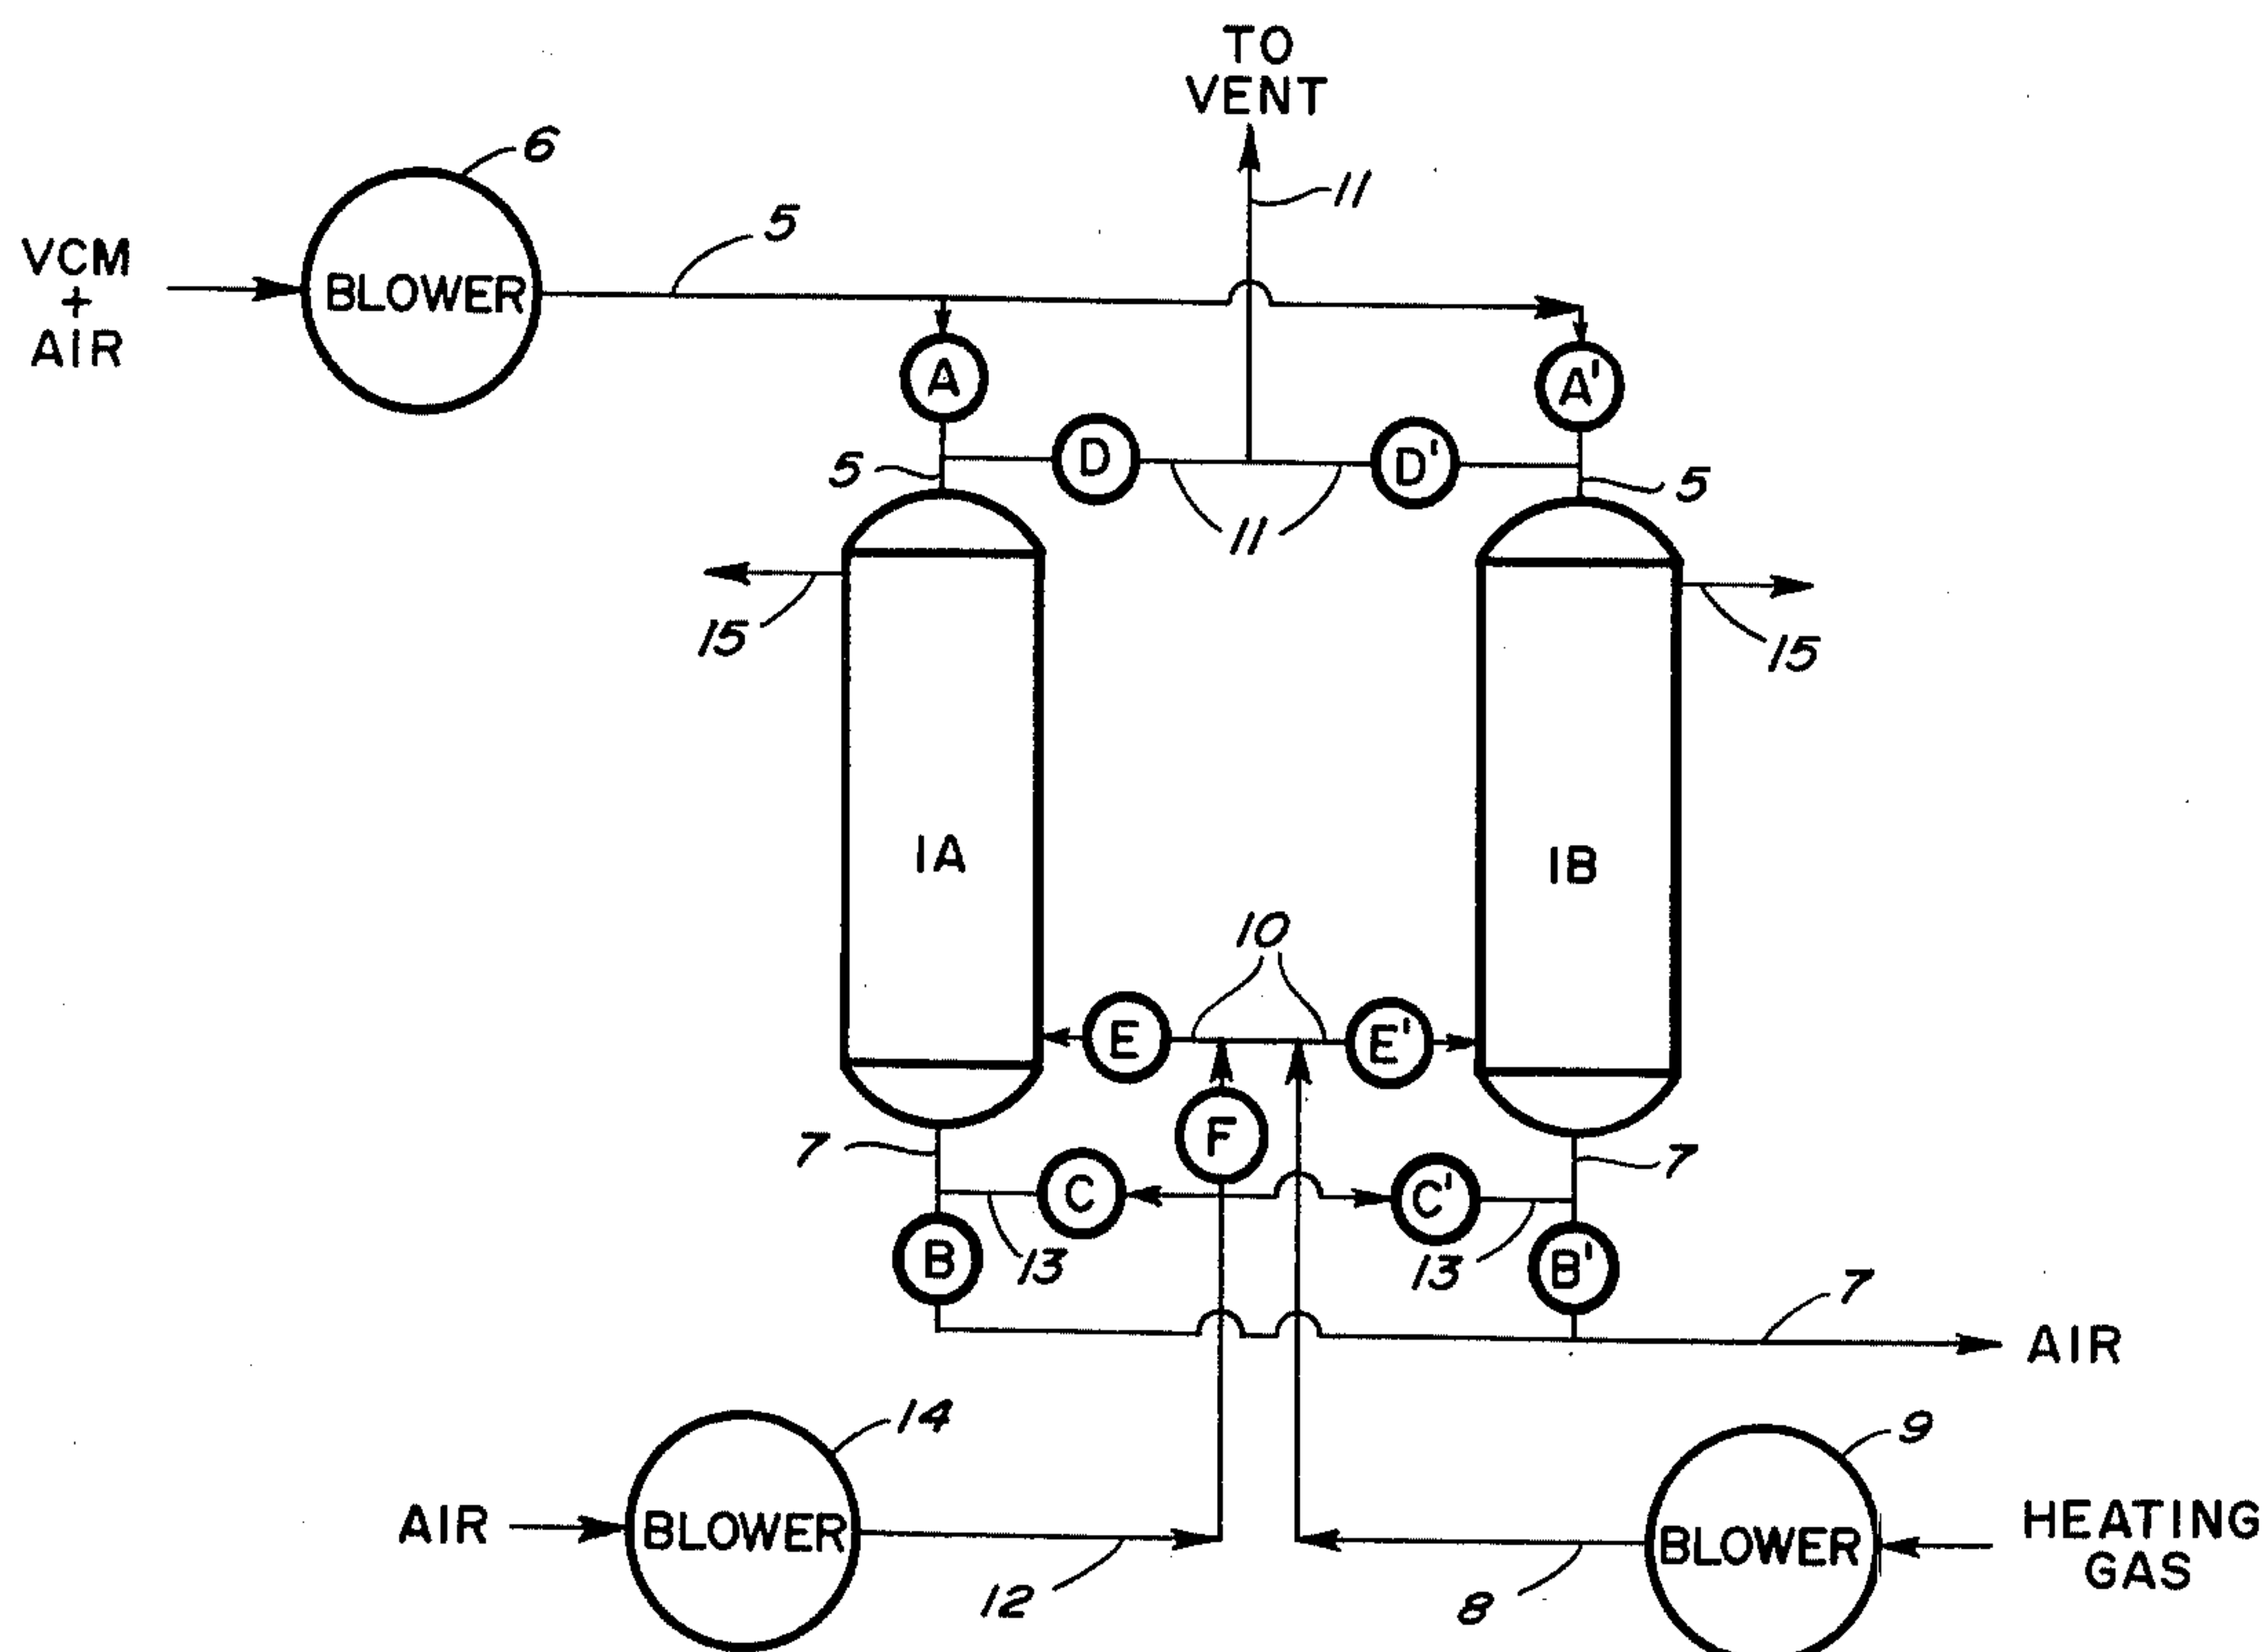 TO
VENT
6
11
5
VCM
+
AIR
BLOWER
A
A'
D
D'
5
5
11
15
15
1A
1B
10
E
E'
F
7
7
C
C'
B
13
13
B'
7
AIR
14
9
AIR
BLOWER
BLOWER
HEATING
GAS
12
8